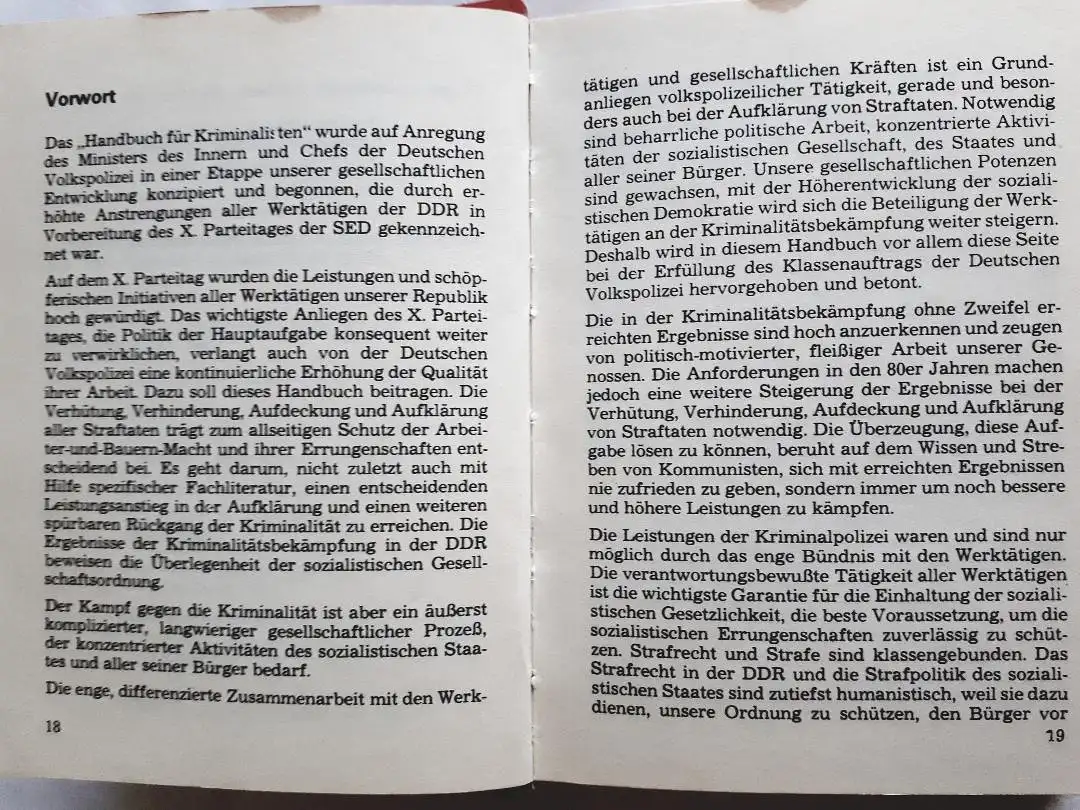 Vorwort
Das „Handbuch für Kriminalisten“ wurde auf Anregung
des Ministers des Innern und Chefs der Deutschen
Volkspolizei in einer Etappe unserer gesellschaftlichen
Entwicklung konzipiert und begonnen, die durch er-
höhte Anstrengungen aller Werktätigen der DDR in
Vorbereitung des X. Parteitages der SED gekennzeich-
net war.
Auf dem X. Parteitag wurden die Leistungen und schöp-
ferischen Initiativen aller Werktätigen unserer Republik
hoch gewürdigt. Das wichtigste Anliegen des X. Partei-
tages, die Politik der Hauptaufgabe konsequent weiter
zu verwirklichen, verlangt auch von der Deutschen
Volkspolizei eine kontinuierliche Erhöhung der Qualität
ihrer Arbeit. Dazu soll dieses Handbuch beitragen. Die
Verhütung, Verhinderung, Aufdeckung und Aufklärung
aller Straftaten trägt zum allseitigen Schutz der Arbei-
ter-und-Bauern-Macht und ihrer Errungenschaften ent-
scheidend bei. Es geht darum, nicht zuletzt auch mit
Hilfe spezifischer Fachliteratur, einen entscheidenden
Leistungsanstieg in der Aufklärung und einen weiteren
spürbaren Rückgang der Kriminalität zu erreichen. Die
Ergebnisse der Kriminalitätsbekämpfung in der DDR
beweisen die Überlegenheit der sozialistischen Gesell-
schaftsordnung.
Der Kampf gegen die Kriminalität ist aber ein äußerst
komplizierter, langwieriger gesellschaftlicher Prozeß,
der konzentrierter Aktivitäten des sozialistischen Staa-
tes und aller seiner Bürger bedarf.
Die enge, differenzierte Zusammenarbeit mit den Werk-
18
tätigen und gesellschaftlichen Kräften ist ein Grund-
anliegen volkspolizeilicher Tätigkeit, gerade und beson-
ders auch bei der Aufklärung von Straftaten. Notwendig
sind beharrliche politische Arbeit, konzentrierte Aktivi-
täten der sozialistischen Gesellschaft, des Staates und
aller seiner Bürger. Unsere gesellschaftlichen Potenzen
sind gewachsen, mit der Höherentwicklung der soziali-
stischen Demokratie wird sich die Beteiligung der Werk-
tätigen an der Kriminalitätsbekämpfung weiter steigern.
Deshalb wird in diesem Handbuch vor allem diese Seite
bei der Erfüllung des Klassenauftrags der Deutschen
Volkspolizei hervorgehoben und betont.
Die in der Kriminalitätsbekämpfung ohne Zweifel er-
reichten Ergebnisse sind hoch anzuerkennen und zeugen
von politisch-motivierter, fleißiger Arbeit unserer Ge-
nossen. Die Anforderungen in den 80er Jahren machen
jedoch eine weitere Steigerung der Ergebnisse bei der
Verhütung, Verhinderung, Aufdeckung und Aufklärung
von Straftaten notwendig. Die Überzeugung, diese Auf-
gabe lösen zu können, beruht auf dem Wissen und Stre-
ben von Kommunisten, sich mit erreichten Ergebnissen
nie zufrieden zu geben, sondern immer um noch bessere
und höhere Leistungen zu kämpfen.
Die Leistungen der Kriminalpolizei waren und sind nur
möglich durch das enge Bündnis mit den Werktätigen.
Die verantwortungsbewußte Tätigkeit aller Werktätigen
ist die wichtigste Garantie für die Einhaltung der soziali-
stischen Gesetzlichkeit, die beste Voraussetzung, um die
sozialistischen Errungenschaften zuverlässig zu schüt-
zen. Strafrecht und Strafe sind klassengebunden. Das
Strafrecht in der DDR und die Strafpolitik des soziali-
stischen Staates sind zutiefst humanistisch, weil sie dazu
dienen, unsere Ordnung zu schützen, den Bürger vor
19